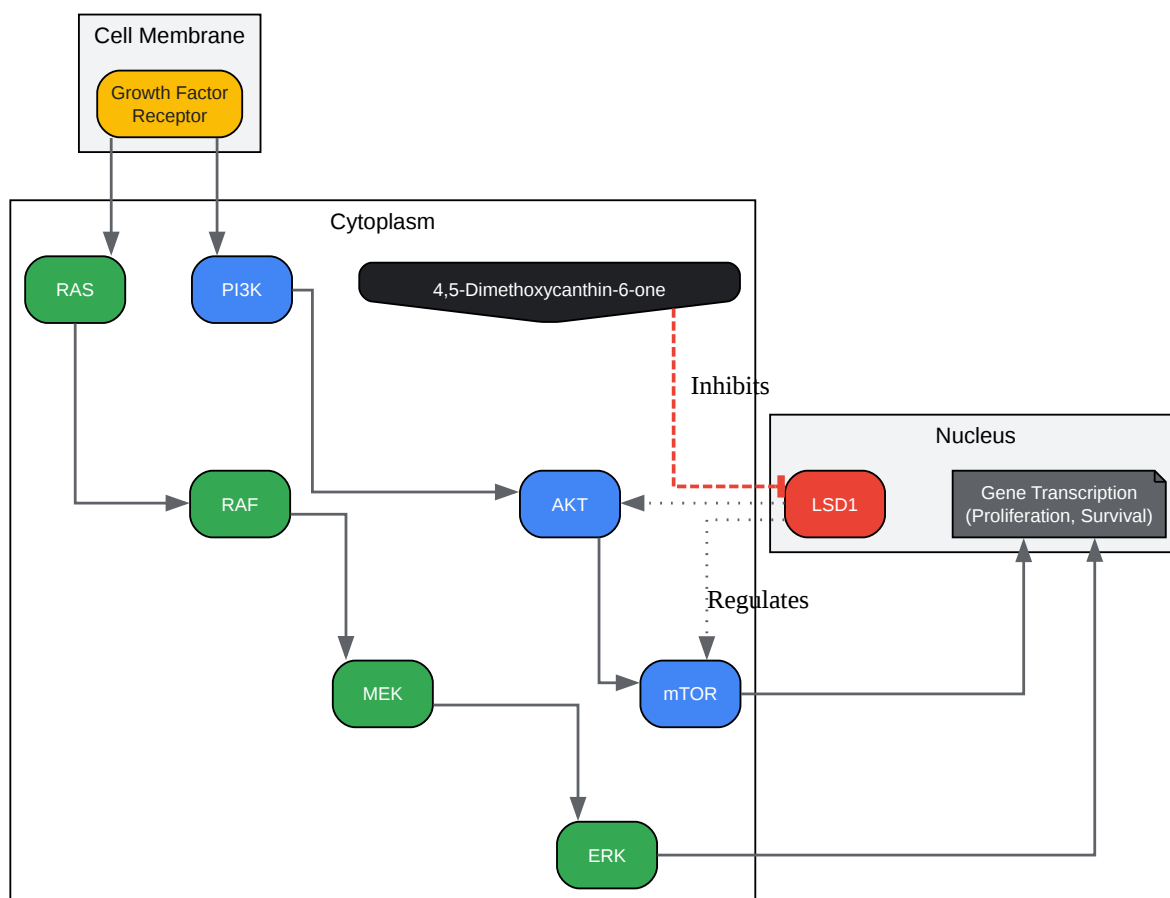 Cell Membrane
Growth Factor
Receptor
Cytoplasm
RAS
PI3K
4,5-Dimethoxycanthin-6-one
Inhibits
Nucleus
RAF
AKT
LSD1
Gene Transcription
(Proliferation, Survival)
Regulates
MEK
mTOR
ERK